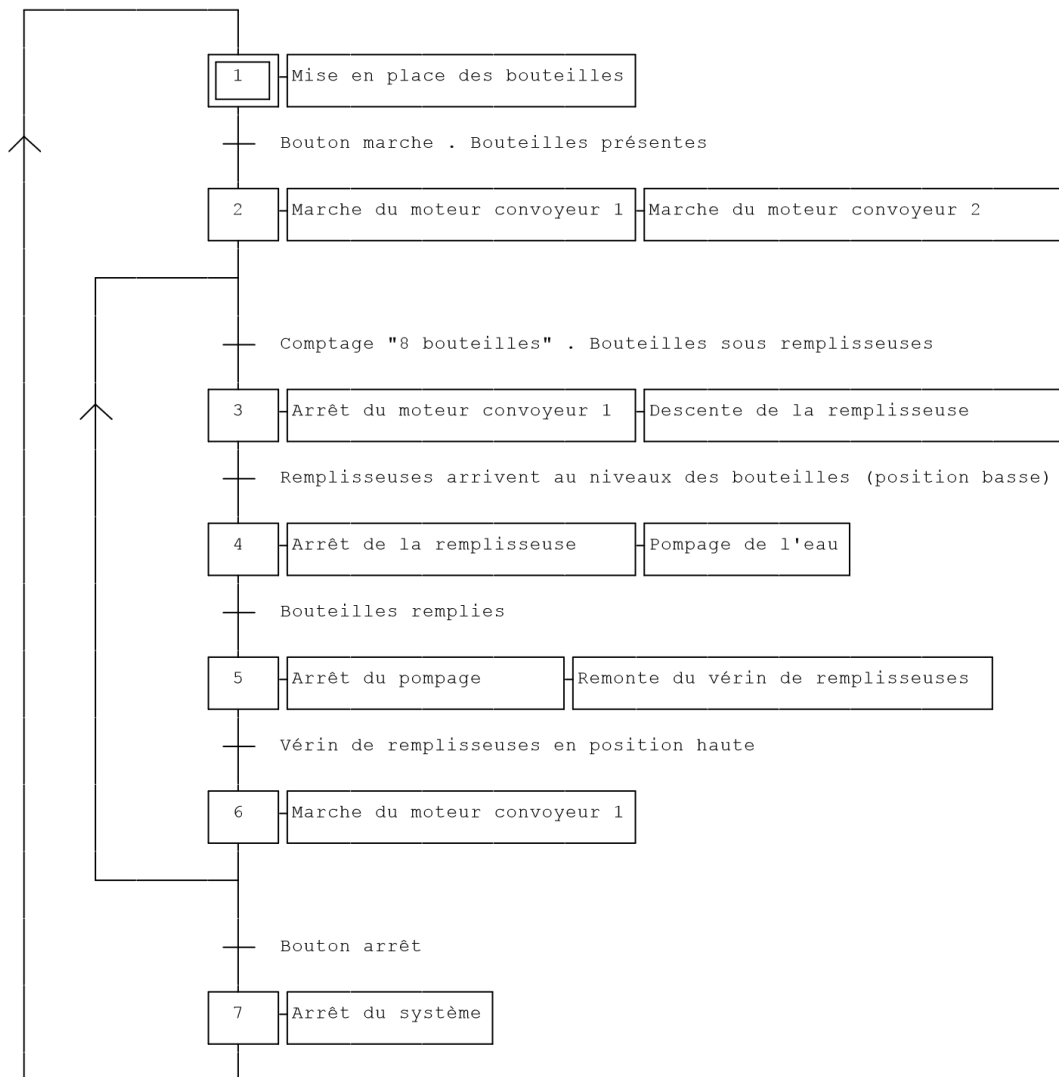 1 Mise en place des bouteilles
Bouton marche . Bouteilles présentes
2 Marche du moteur convoyeur 1 Marche du moteur convoyeur 2
Comptage "8 bouteilles" . Bouteilles sous remplisseuses
3 Arrêt du moteur convoyeur 1 Descente de la remplisseuse
Remplisseuses arrivent au niveaux des bouteilles (position basse)
4 Arrêt de la remplisseuse Pompage de l'eau
Bouteilles remplies
5 Arrêt du pompage Remonte du vérin de remplisseuses
Vérin de remplisseuses en position haute
6 Marche du moteur convoyeur 1
Bouton arrêt
7 Arrêt du système